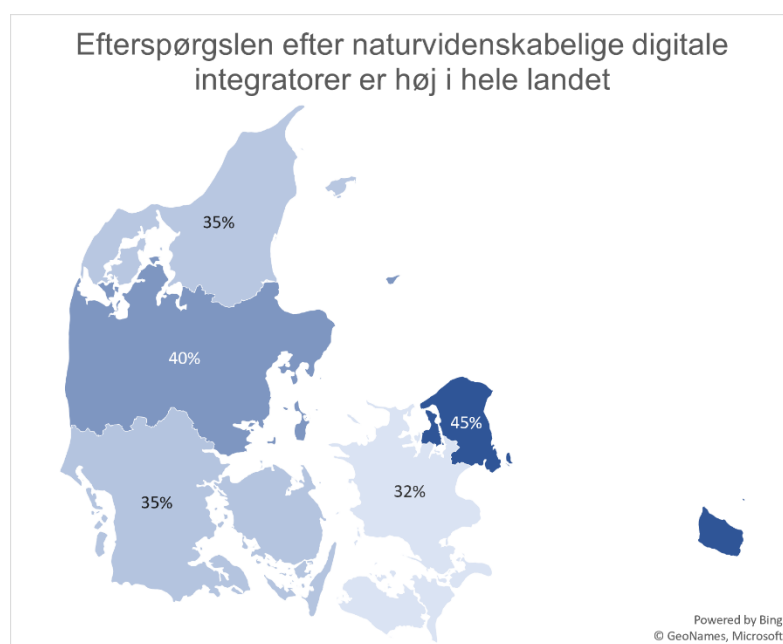 Efterspørgslen efter naturvidenskabelige digitale
integratorer er høj i hele landet
35%
40%
45%
35%
32%
Powered by Bing
© GeoNames, Microsoft